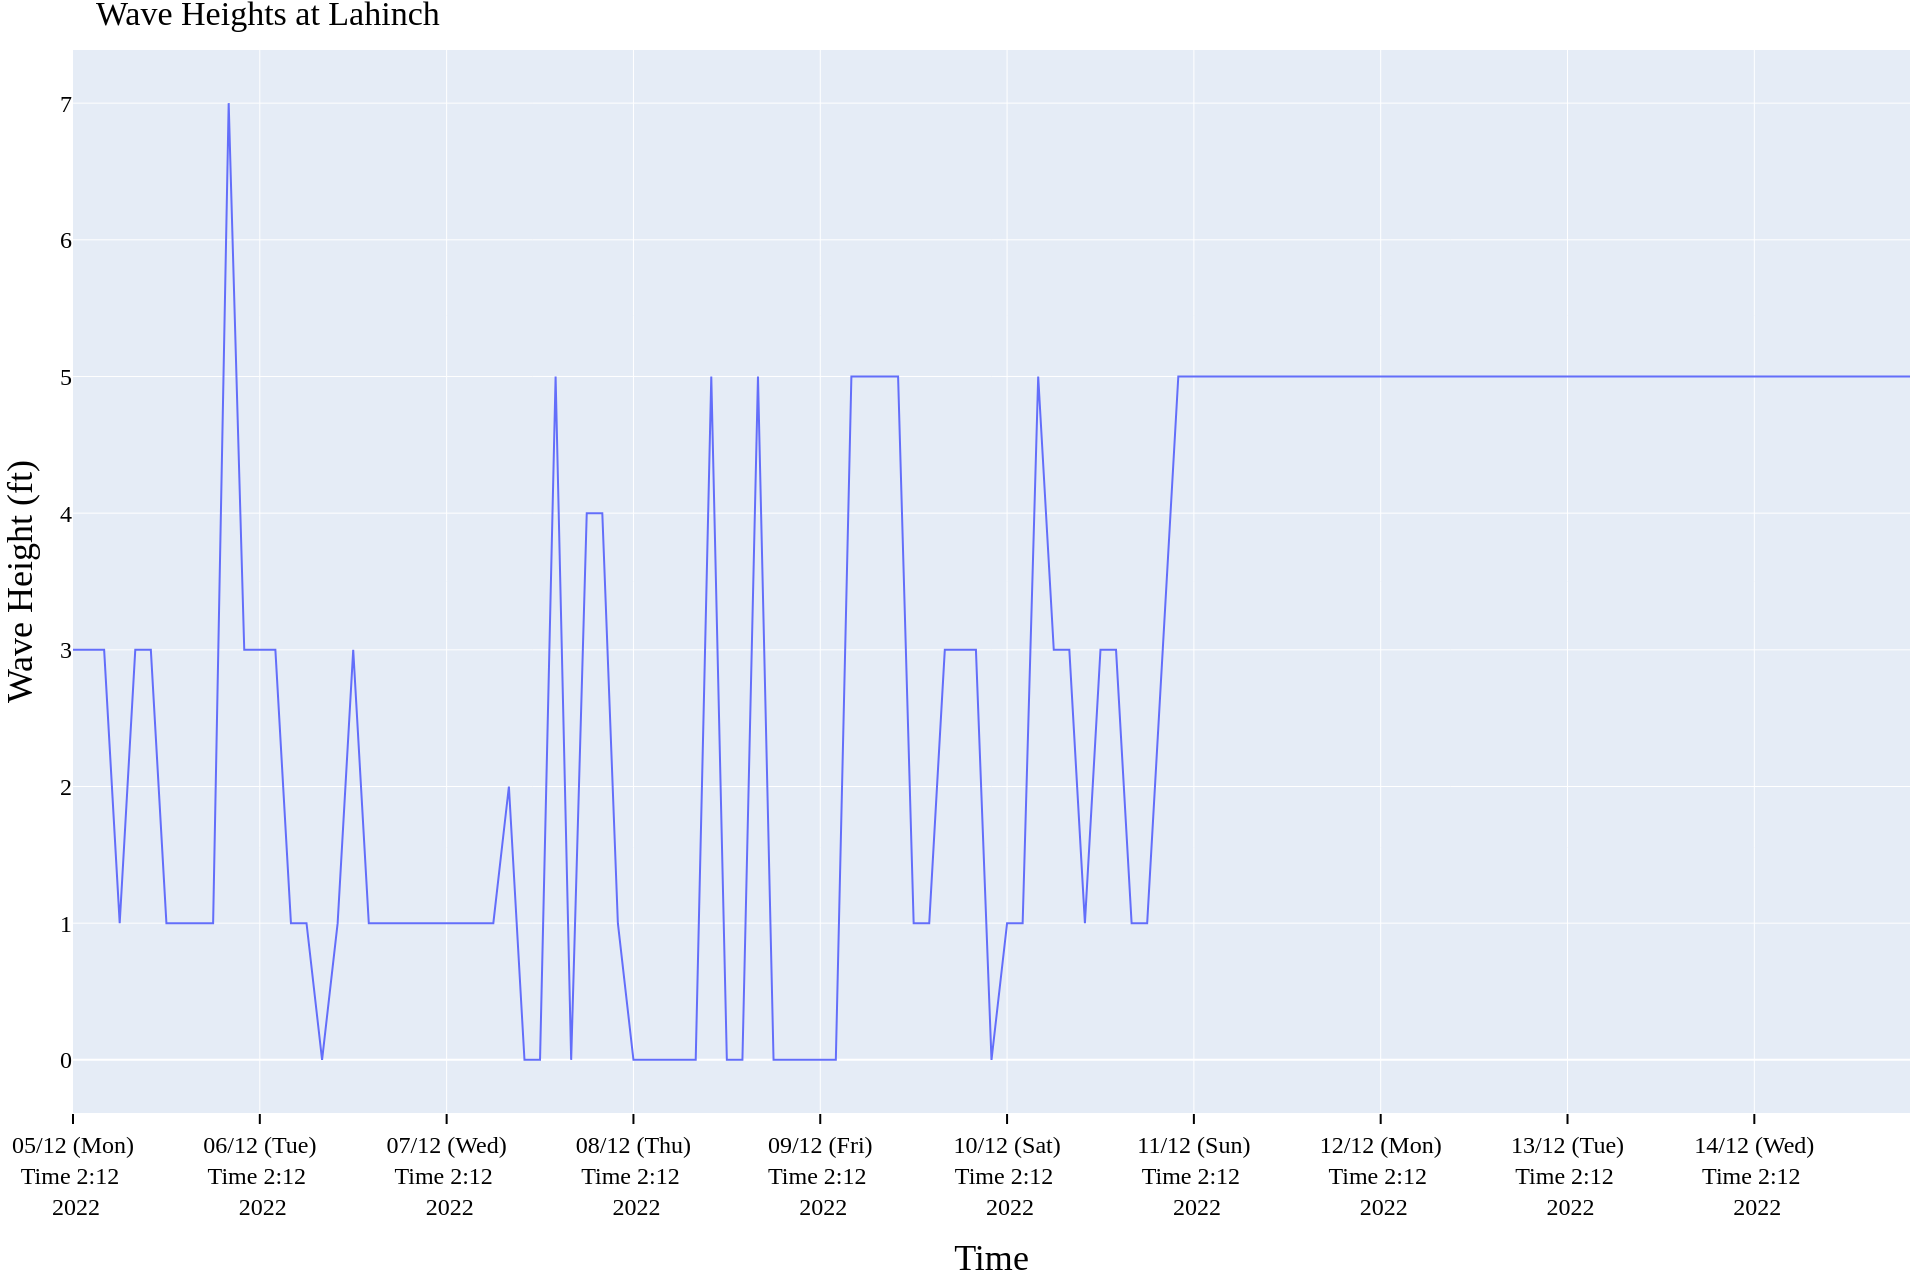 Wave Heights at Lahinch
Wave Height (ft)
7
6
5
4
3
2
1
0
05/12 (Mon)
Time 2:12
2022
06/12 (Tue)
Time 2:12
2022
07/12 (Wed)
Time 2:12
2022
08/12 (Thu)
Time 2:12
2022
09/12 (Fri)
Time 2:12
2022
10/12 (Sat)
Time 2:12
2022
11/12 (Sun)
Time 2:12
2022
12/12 (Mon)
Time 2:12
2022
13/12 (Tue)
Time 2:12
2022
14/12 (Wed)
Time 2:12
2022
Time